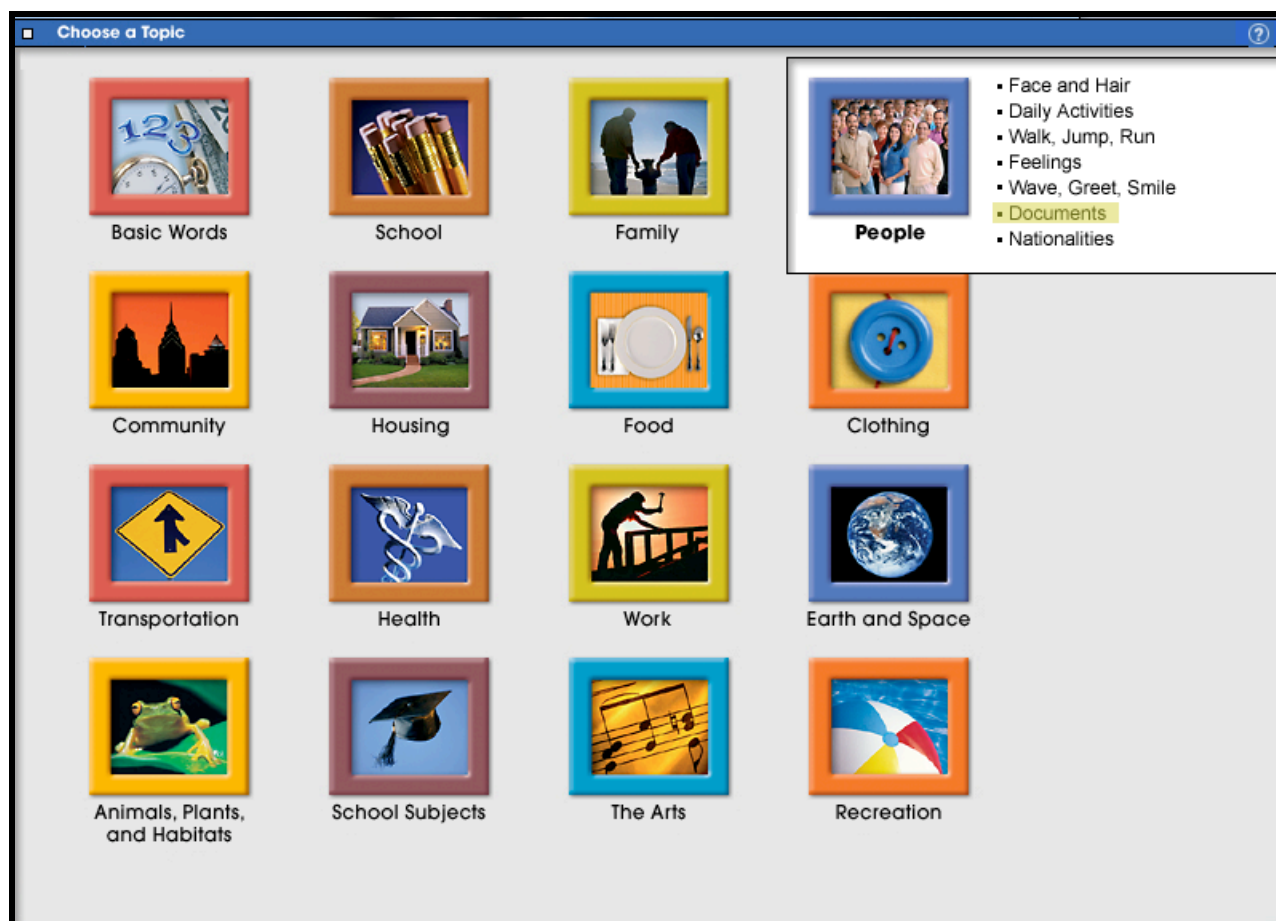 Choose a Topic
?
Basic Words
School
Family
People
▪ Face and Hair
▪ Daily Activities
▪ Walk, Jump, Run
▪ Feelings
▪ Wave, Greet, Smile
▪ Documents
▪ Nationalities
Community
Housing
Food
Clothing
Transportation
Health
Work
Earth and Space
Animals, Plants,
and Habitats
School Subjects
The Arts
Recreation
123